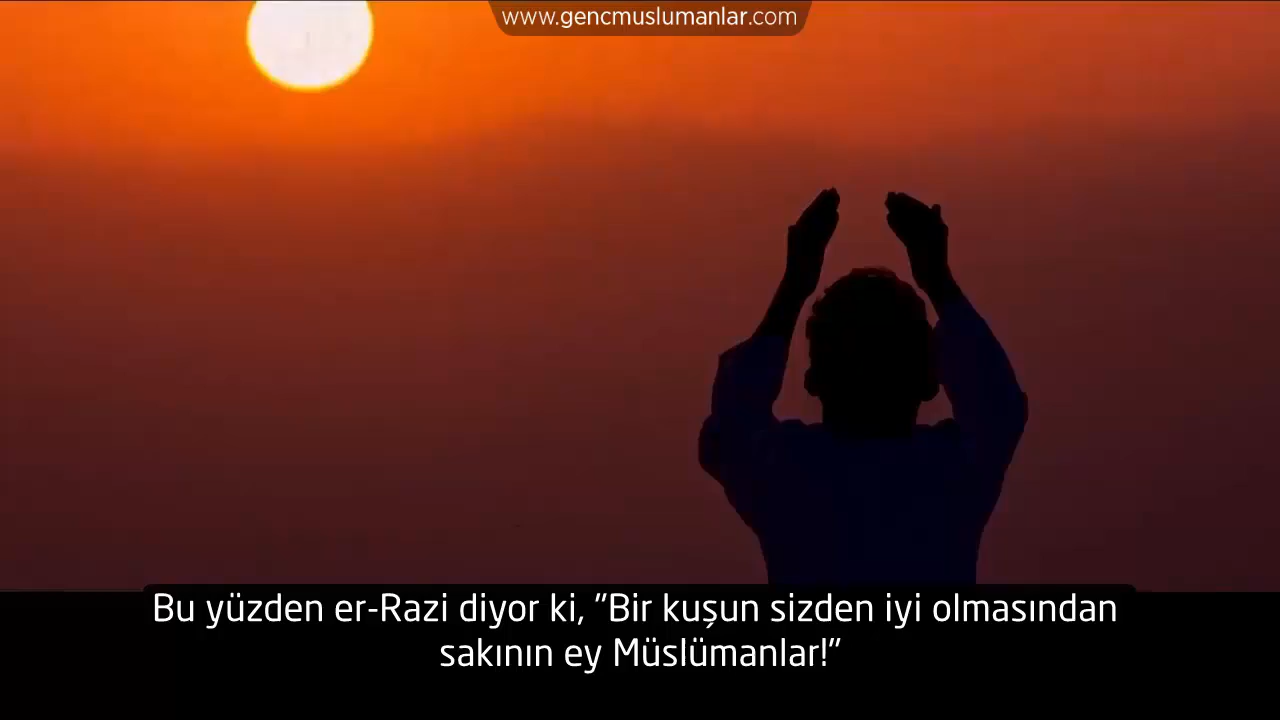 www.gencmuslumanlar.com
Bu yüzden er-Razi diyor ki, "Bir kuşun sizden iyi olmasından
sakının ey Müslümanlar!"